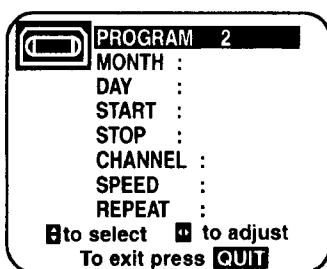 PROGRAM 2
MONTH :
DAY :
START :
STOP :
CHANNEL :
SPEED :
REPEAT :
to select to adjust
To exit press QUIT